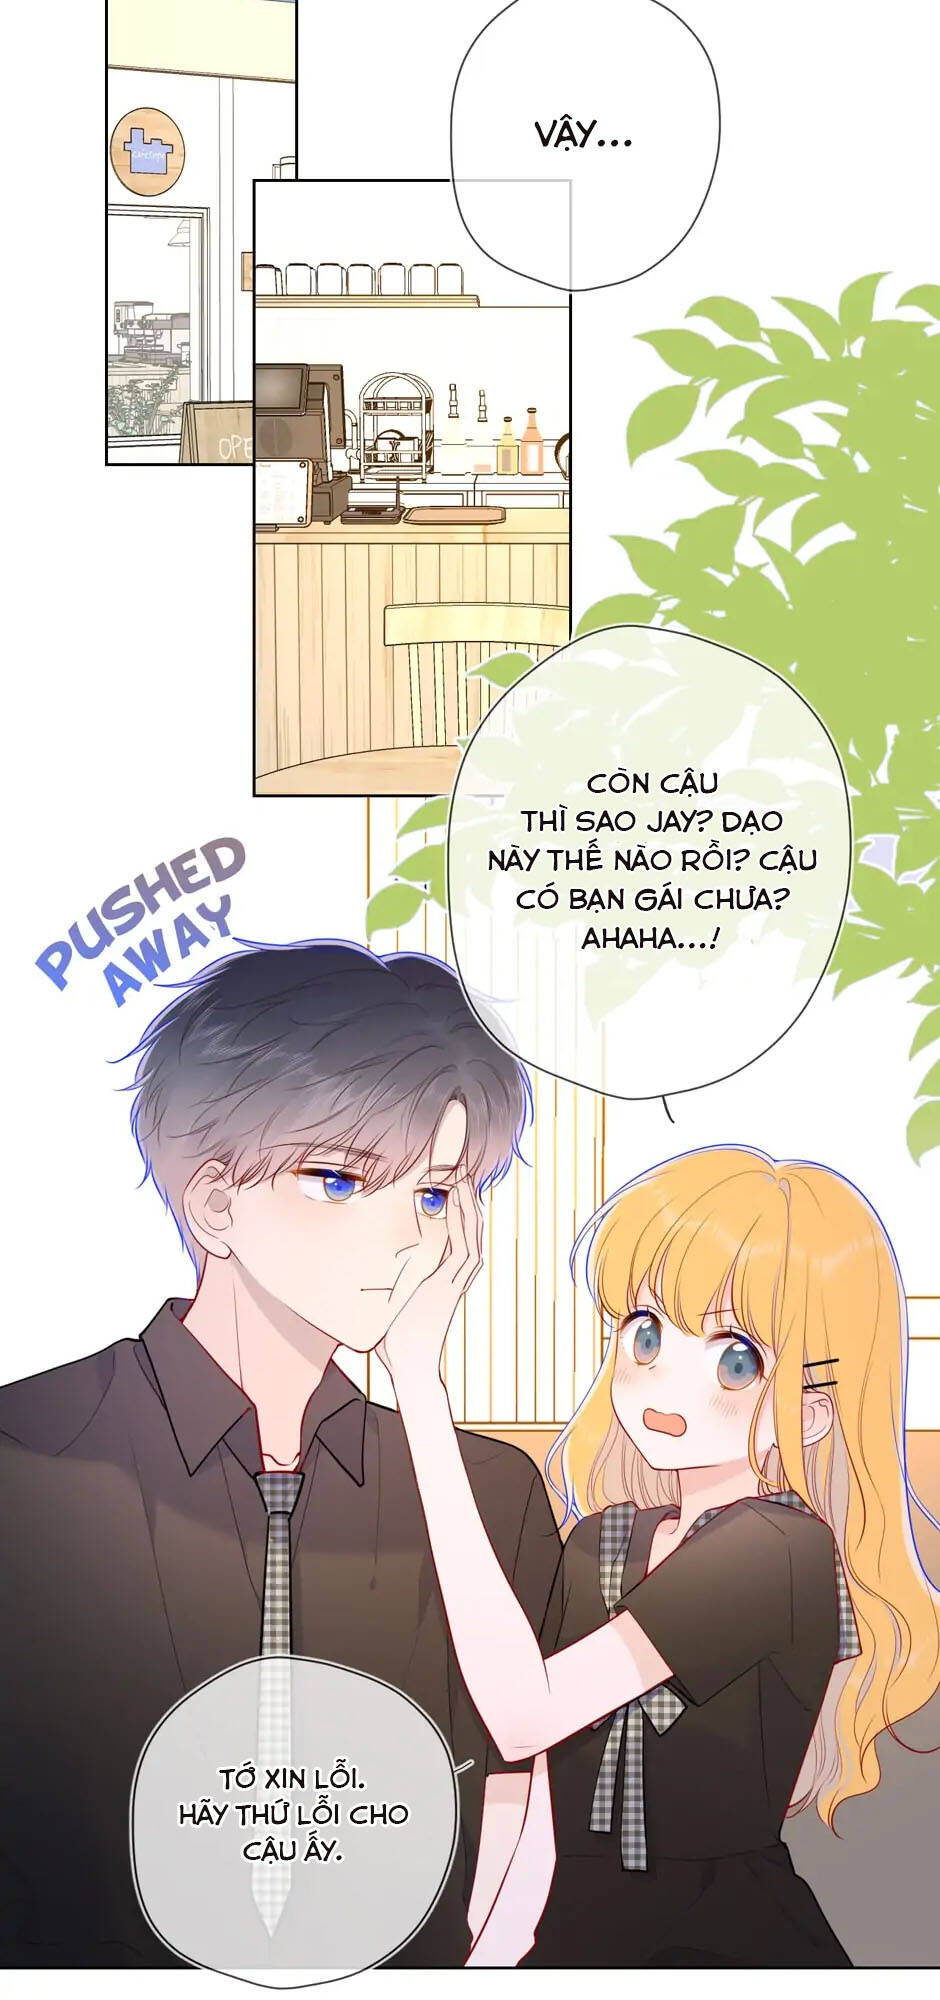 VẬY...
OPE
CÒN CẬU
THÌ SAO JAY? DẠO
NÀY THẾ NÀO RỒI? CẬU
CÓ BẠN GÁI CHƯA?
AHAHA...!
PUSHED
AWAY
TỚ XIN LỖI.
HÃY THỨ LỖI CHO
CẬU ẤY.